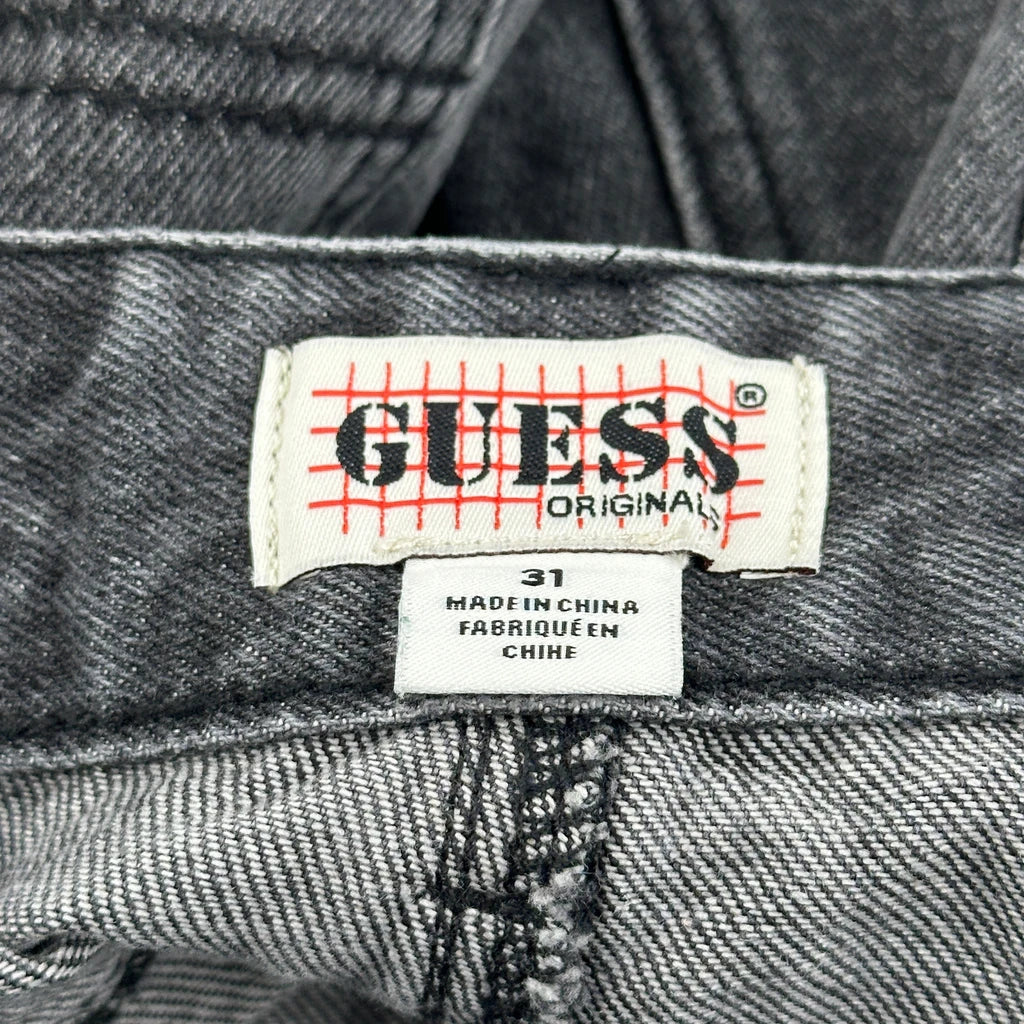 GUESS®
ORIGINALS
31
MADE IN CHINA
FABRIQUÉ EN
CHIHE